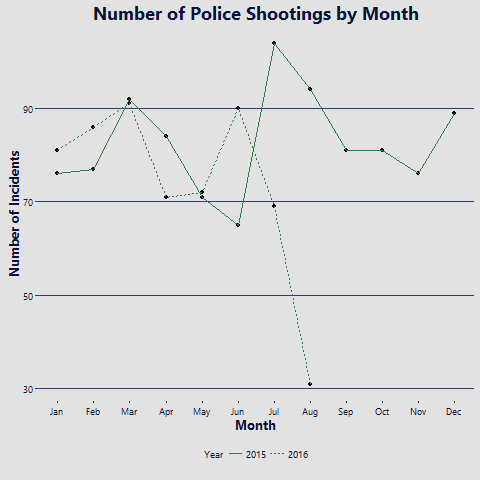 Number of Police Shootings by Month
Number of Incidents
90
70
50
30
Jan Feb Mar Apr May Jun Jul Aug Sep Oct Nov Dec
Month
Year 2015 2016